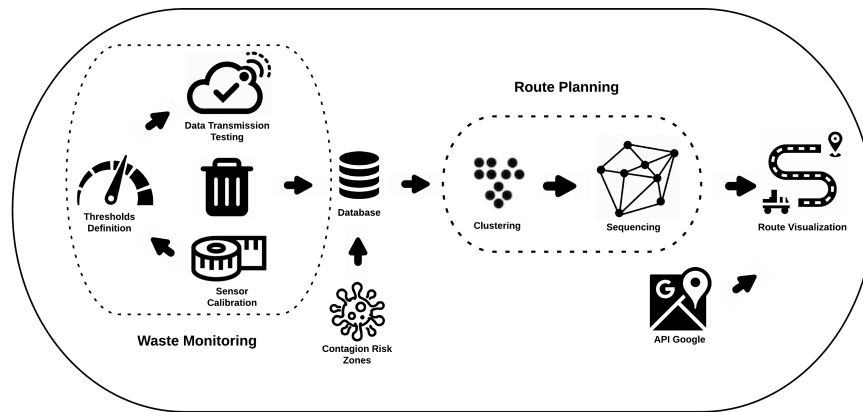 Route Planning
Data Transmission
Testing
Thresholds
Definition
Database
Clustering
Sequencing
Route Visualization
Sensor
Calibration
G
API Google
Waste Monitoring
Contagion Risk
Zones